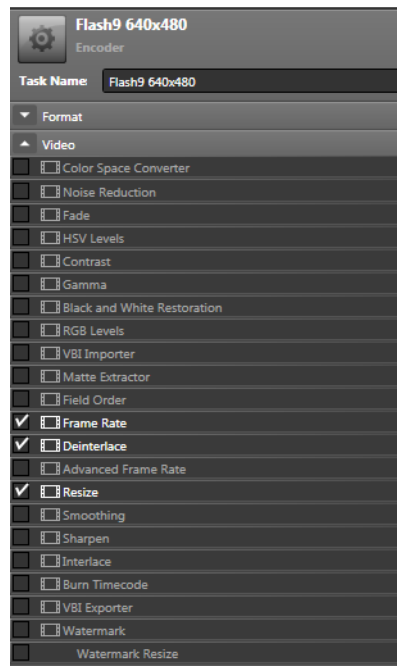 Flash9 640x480
Encoder
Task Name: Flash9 640x480
Format
Video
Color Space Converter
Noise Reduction
Fade
HSV Levels
Contrast
Gamma
Black and White Restoration
RGB Levels
VBI Importer
Matte Extractor
Field Order
Frame Rate
Deinterlace
Advanced Frame Rate
Resize
Smoothing
Sharpen
Interlace
Burn Timecode
VBI Exporter
Watermark
Watermark Resize